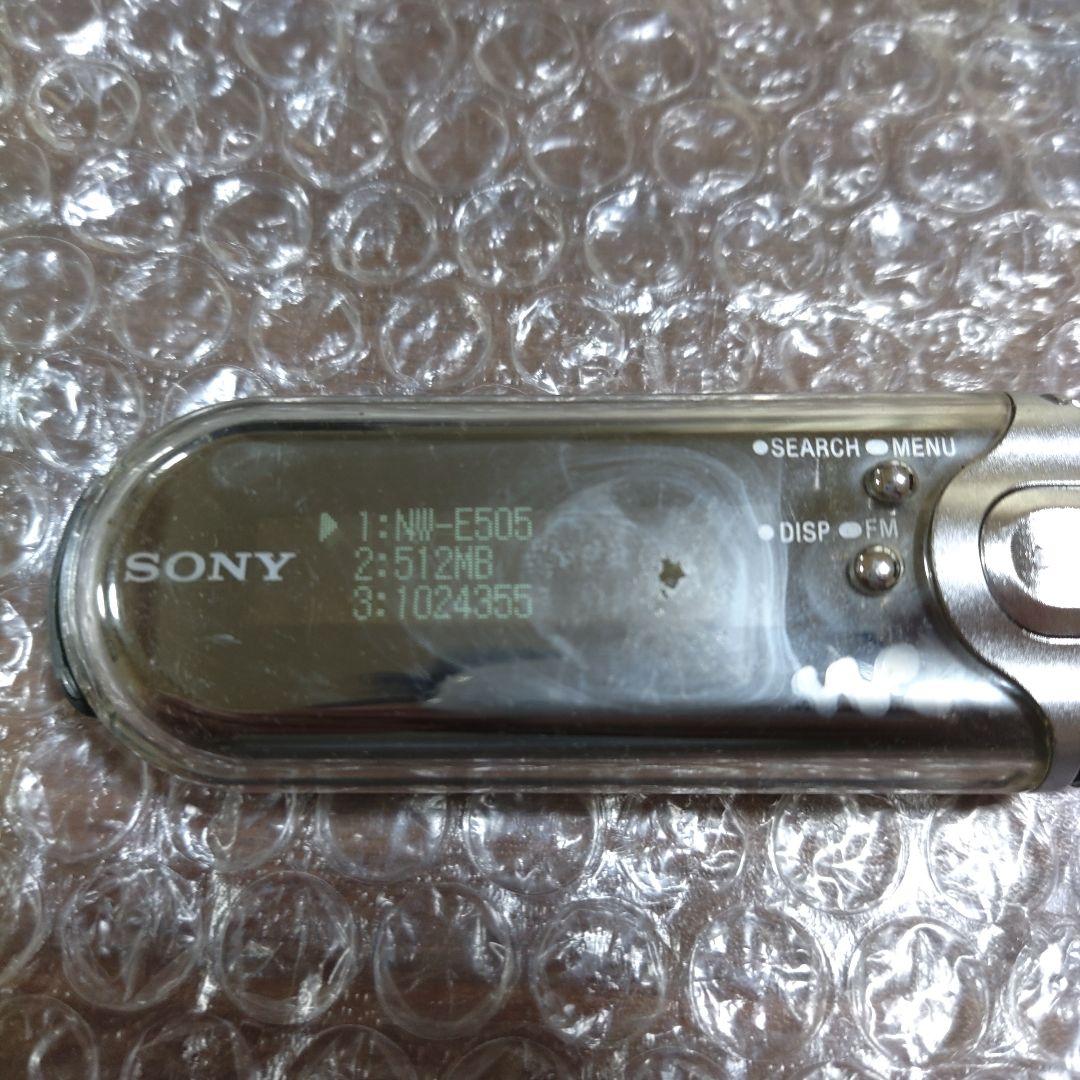 SONY
▶ 1:NW-E505
2:512MB
3:1024355
●SEARCH ⬬MENU
●DISP ⬬FM